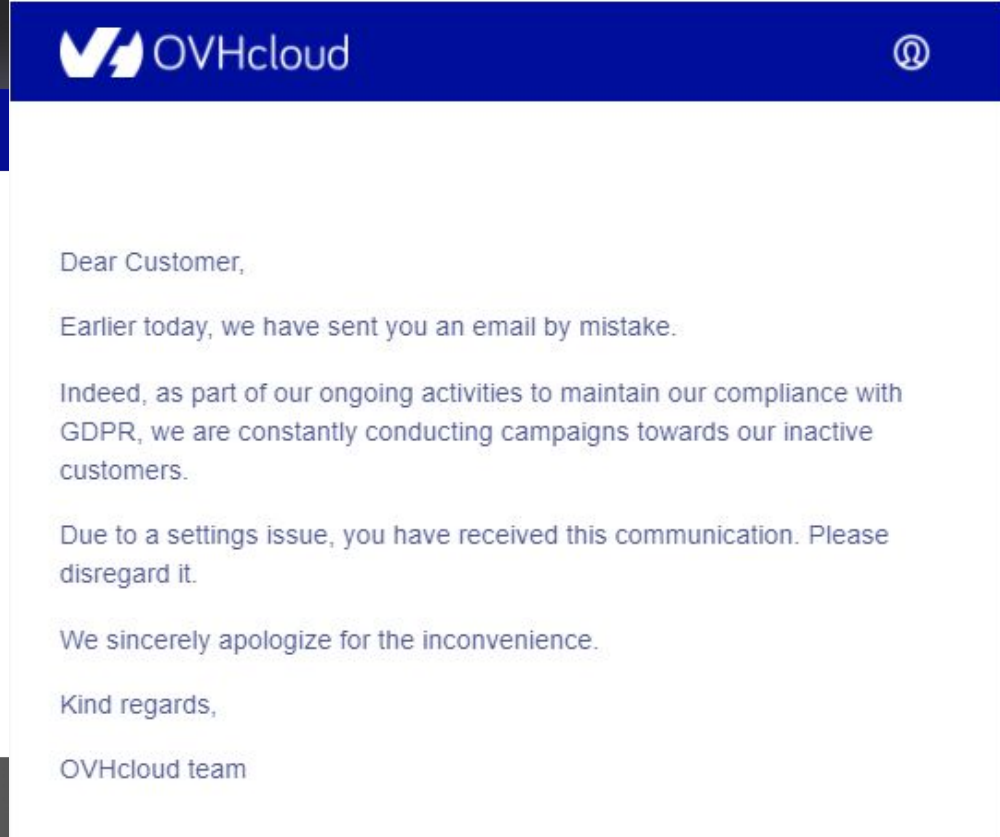 OVHcloud
Dear Customer,
Earlier today, we have sent you an email by mistake.
Indeed, as part of our ongoing activities to maintain our compliance with
GDPR, we are constantly conducting campaigns towards our inactive
customers.
Due to a settings issue, you have received this communication. Please
disregard it.
We sincerely apologize for the inconvenience.
Kind regards,
OVHcloud team